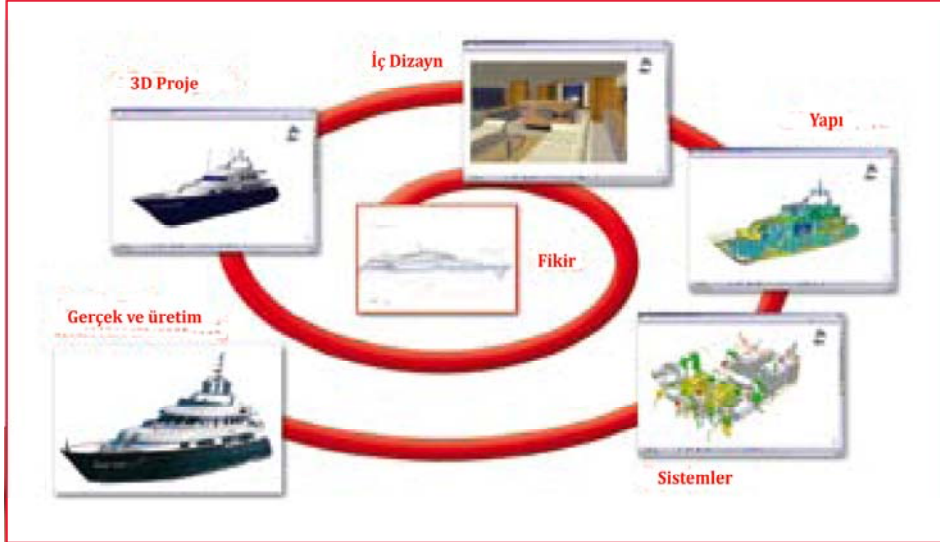 3D Proje
İç Dizayn
Yapı
Fikir
Gerçek ve üretim
Sistemler